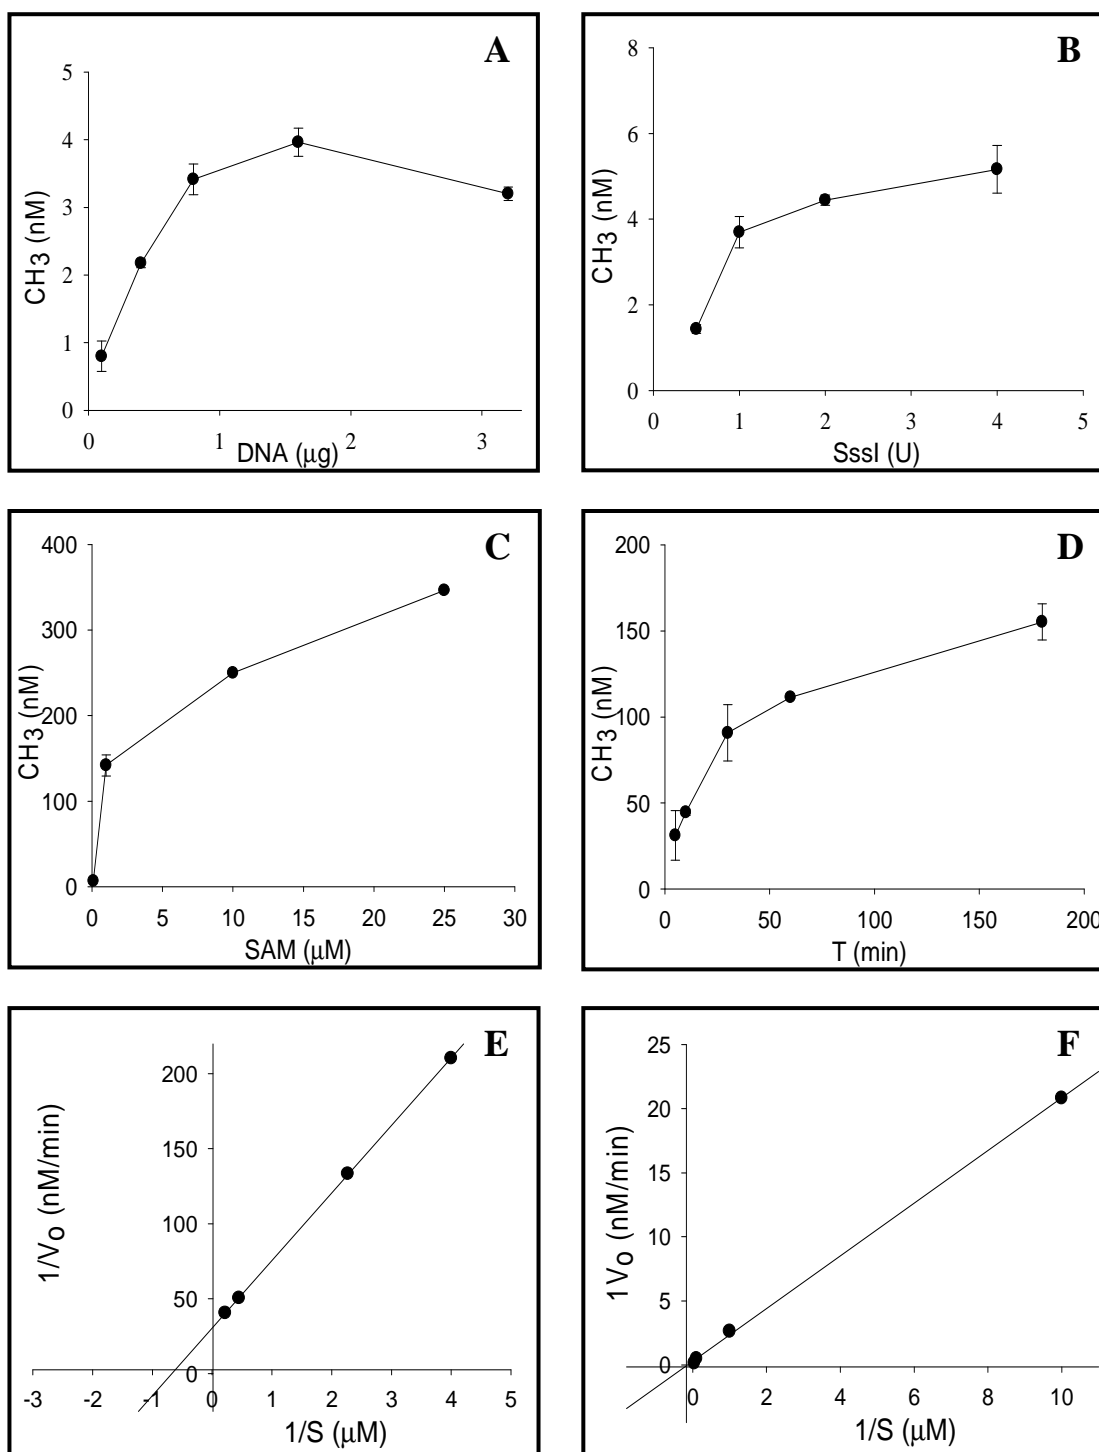 A
5
4
3
2
1
0
CH3 (nM)
0 1 2 3
DNA (μg)
B
8
6
4
2
0
CH3 (nM)
0 1 2 3 4 5
SssI (U)
C
400
300
200
100
0
CH3 (nM)
0 5 10 15 20 25 30
SAM (μM)
D
200
150
100
50
0
CH3 (nM)
0 50 100 150 200
T (min)
E
200
150
100
50
0
1/Vo (nM/min)
-3 -2 -1 0 1 2 3 4 5
1/S (μM)
F
25
20
15
10
5
0
1Vo (nM/min)
0 2 4 6 8 10
1/S (μM)